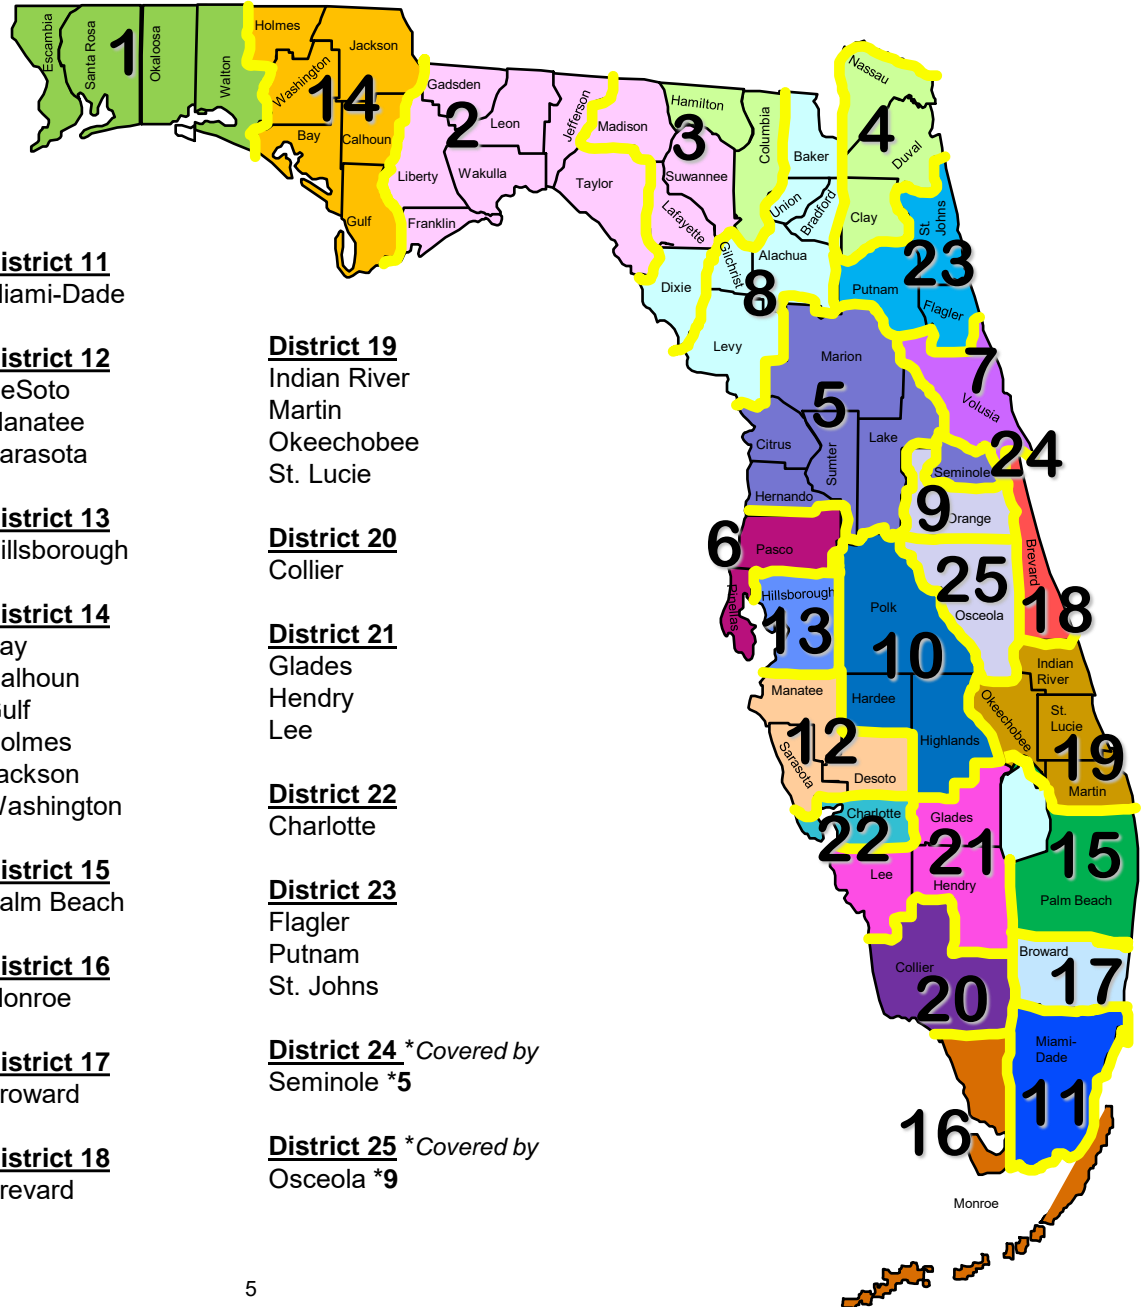 istrict 11
iami-Dade
istrict 12
eSoto
anatee
arasota
istrict 13
illsborough
istrict 14
ay
alhoun
ulf
olmes
ackson
ashington
istrict 15
alm Beach
istrict 16
onroe
istrict 17
roward
istrict 18
revard
District 19
Indian River
Martin
Okeechobee
St. Lucie
District 20
Collier
District 21
Glades
Hendry
Lee
District 22
Charlotte
District 23
Flagler
Putnam
St. Johns
District 24 *Covered by
Seminole *5
District 25 *Covered by
Osceola *9
5
Escambia
Santa Rosa
1
Okaloosa
Walton
Holmes
Jackson
Washington
14
Bay
Calhoun
Gulf
Gadsden
2
Leon
Jefferson
Liberty
Wakulla
Franklin
Madison
Taylor
Hamilton
3
Suwannee
Lafayette
Columbia
Baker
Union
Bradford
Nassau
4
Duval
Clay
St.
Johns
23
Putnam
Flagler
Gilchrist
Alachua
8
Dixie
Levy
Marion
5
Citrus
Sumter
Lake
Hernando
7
Volusia
24
Seminole
9
Orange
6
Pasco
Pinellas
Hillsborough
13
Polk
10
25
Osceola
Brevard
18
Hardee
Highlands
Manatee
12
Sarasota
Desoto
Indian
River
Okeechobee
St.
Lucie
19
Martin
Charlotte
22
Glades
21
Lee
Hendry
15
Palm Beach
Collier
20
Broward
17
Miami-
Dade
11
16
Monroe